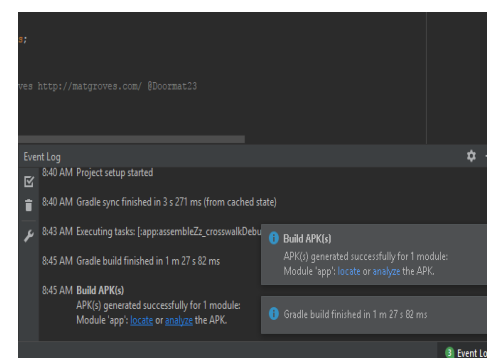 s;
ves http://matgroves.com/ @Doormat23
Event Log
8:40 AM Project setup started
8:40 AM Gradle sync finished in 3 s 271 ms (from cached state)
8:43 AM Executing tasks: [:app:assembleZz_crosswalkDebu
8:45 AM Gradle build finished in 1 m 27 s 82 ms
8:45 AM Build APK(s)
APK(s) generated successfully for 1 module:
Module 'app': locate or analyze the APK.
Build APK(s)
APK(s) generated successfully for 1 module:
Module 'app': locate or analyze the APK.
Gradle build finished in 1 m 27 s 82 ms
3 Event Lo